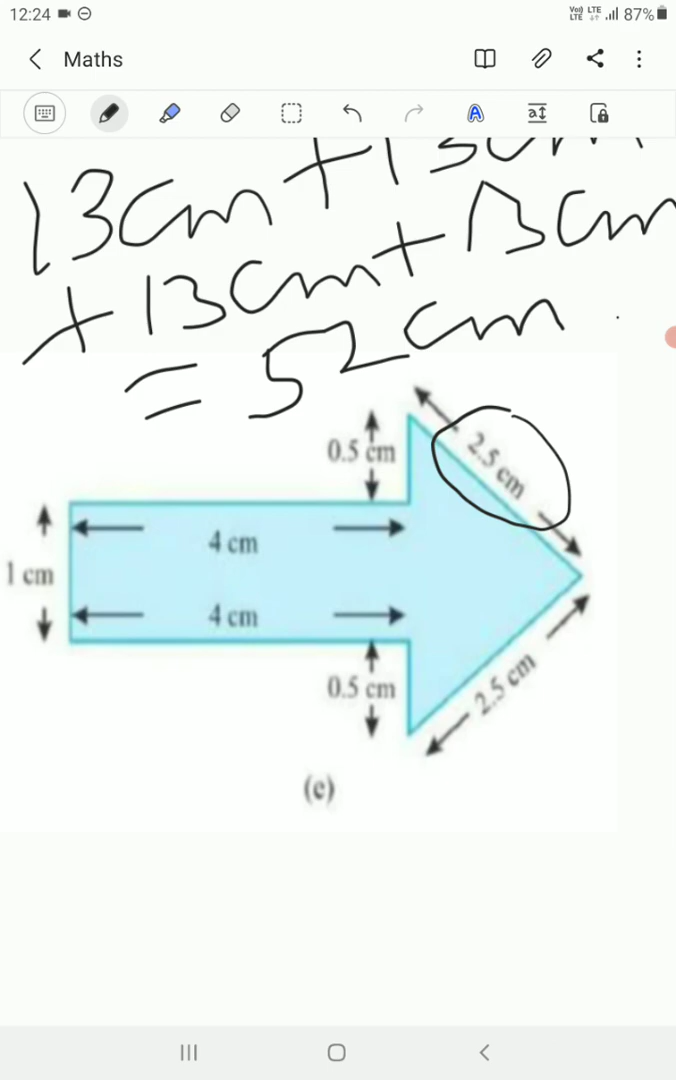 12:24 87%
Maths
13cm+13cm
+13cm+13cm
=52cm
0.5 cm
2.5 cm
4 cm
1 cm
4 cm
0.5 cm
2.5 cm
(e)